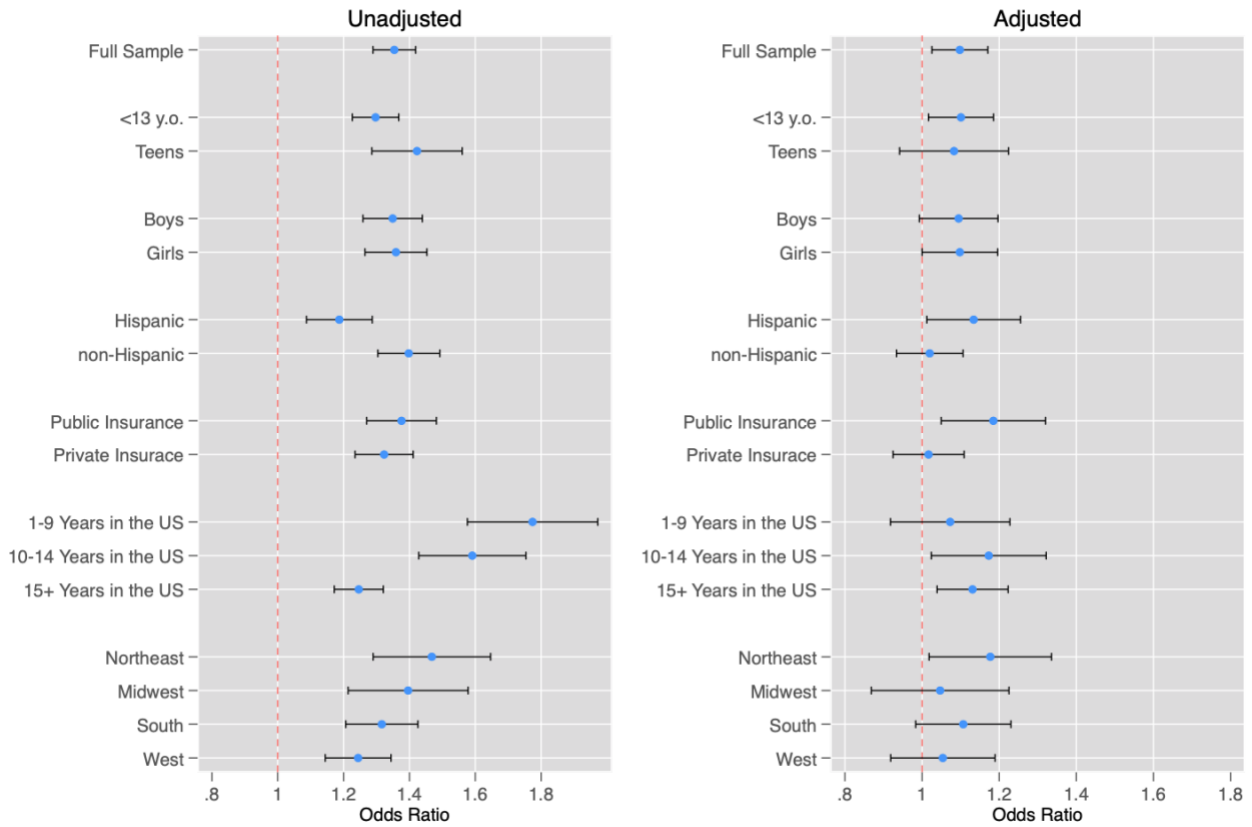 Unadjusted
Full Sample
<13 y.o.
Teens
Boys
Girls
Hispanic
non-Hispanic
Public Insurance
Private Insurace
1-9 Years in the US
10-14 Years in the US
15+ Years in the US
Northeast
Midwest
South
West
.8 1 1.2 1.4 1.6 1.8
Odds Ratio
Adjusted
Full Sample
<13 y.o.
Teens
Boys
Girls
Hispanic
non-Hispanic
Public Insurance
Private Insurace
1-9 Years in the US
10-14 Years in the US
15+ Years in the US
Northeast
Midwest
South
West
.8 1 1.2 1.4 1.6 1.8
Odds Ratio